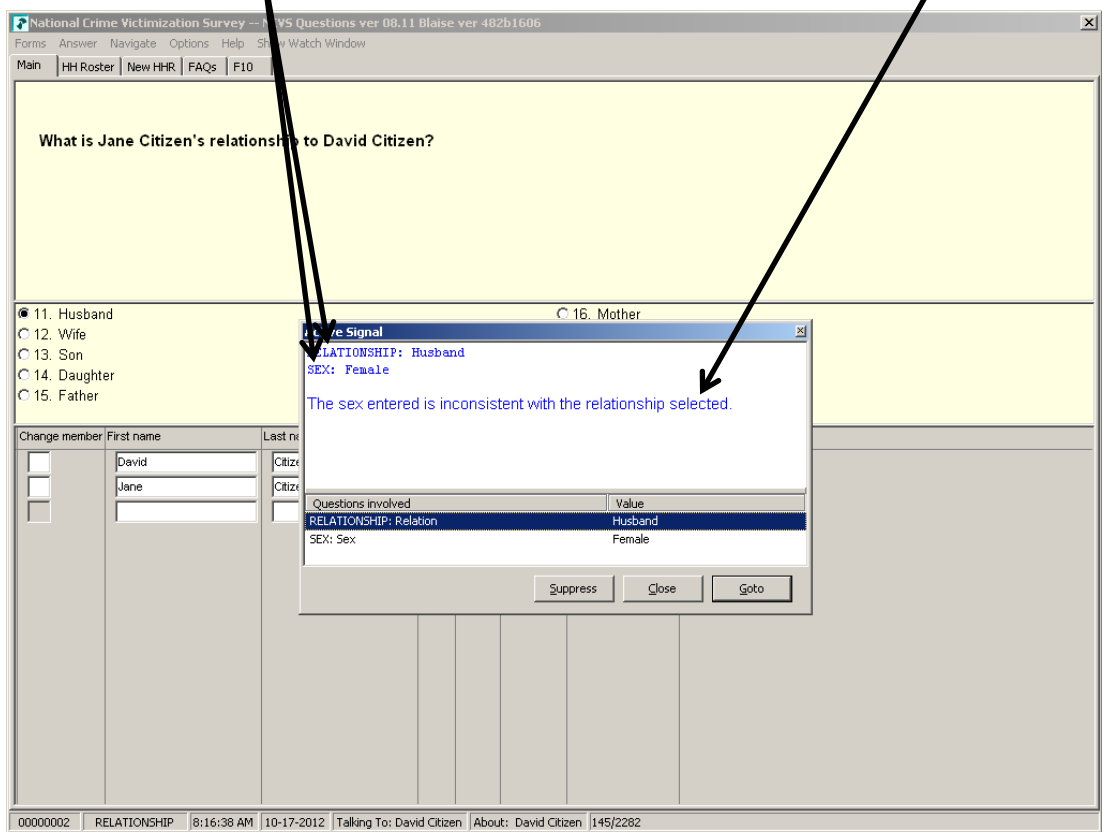 National Crime Victimization Survey -- NCVS Questions ver 08.11 Blaise ver 482b1606
Forms Answer Navigate Options Help Show Watch Window
Main HH Roster New HHR FAQs F10
What is Jane Citizen's relationship to David Citizen?
11. Husband
12. Wife
13. Son
14. Daughter
15. Father
16. Mother
Active Signal
RELATIONSHIP: Husband
SEX: Female
The sex entered is inconsistent with the relationship selected.
Questions involved Value
RELATIONSHIP: Relation Husband
SEX: Sex Female
Suppress Close Goto
Change member First name Last na
David Citize
Jane Citize
00000002 RELATIONSHIP 8:16:38 AM 10-17-2012 Talking To: David Citizen About: David Citizen 145/2282